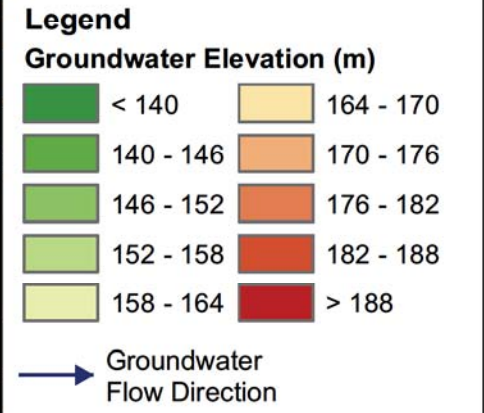 Legend
Groundwater Elevation (m)
< 140
140 - 146
146 - 152
152 - 158
158 - 164
164 - 170
170 - 176
176 - 182
182 - 188
> 188
Groundwater
Flow Direction